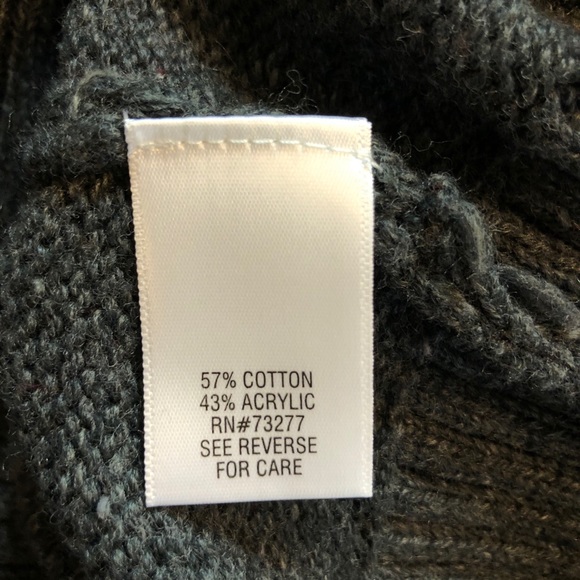 57% COTTON
43% ACRYLIC
RN#73277
SEE REVERSE
FOR CARE